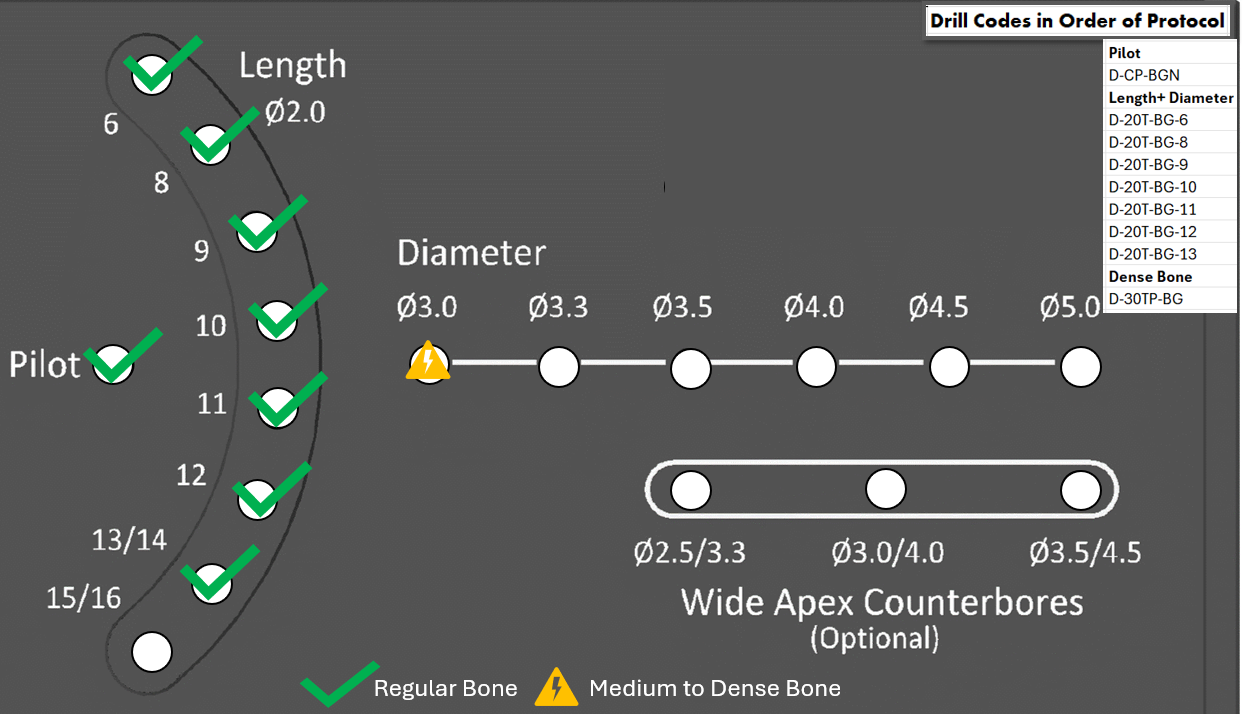 Drill Codes in Order of Protocol
Pilot
D-CP-BGN
Length+ Diameter
D-20T-BG-6
D-20T-BG-8
D-20T-BG-9
D-20T-BG-10
D-20T-BG-11
D-20T-BG-12
D-20T-BG-13
Dense Bone
D-30TP-BG
Length
Ø2.0
6
8
9
10
Pilot
11
12
13/14
15/16
Diameter
Ø3.0 Ø3.3 Ø3.5 Ø4.0 Ø4.5 Ø5.0
Ø2.5/3.3 Ø3.0/4.0 Ø3.5/4.5
Wide Apex Counterbores
(Optional)
Regular Bone Medium to Dense Bone